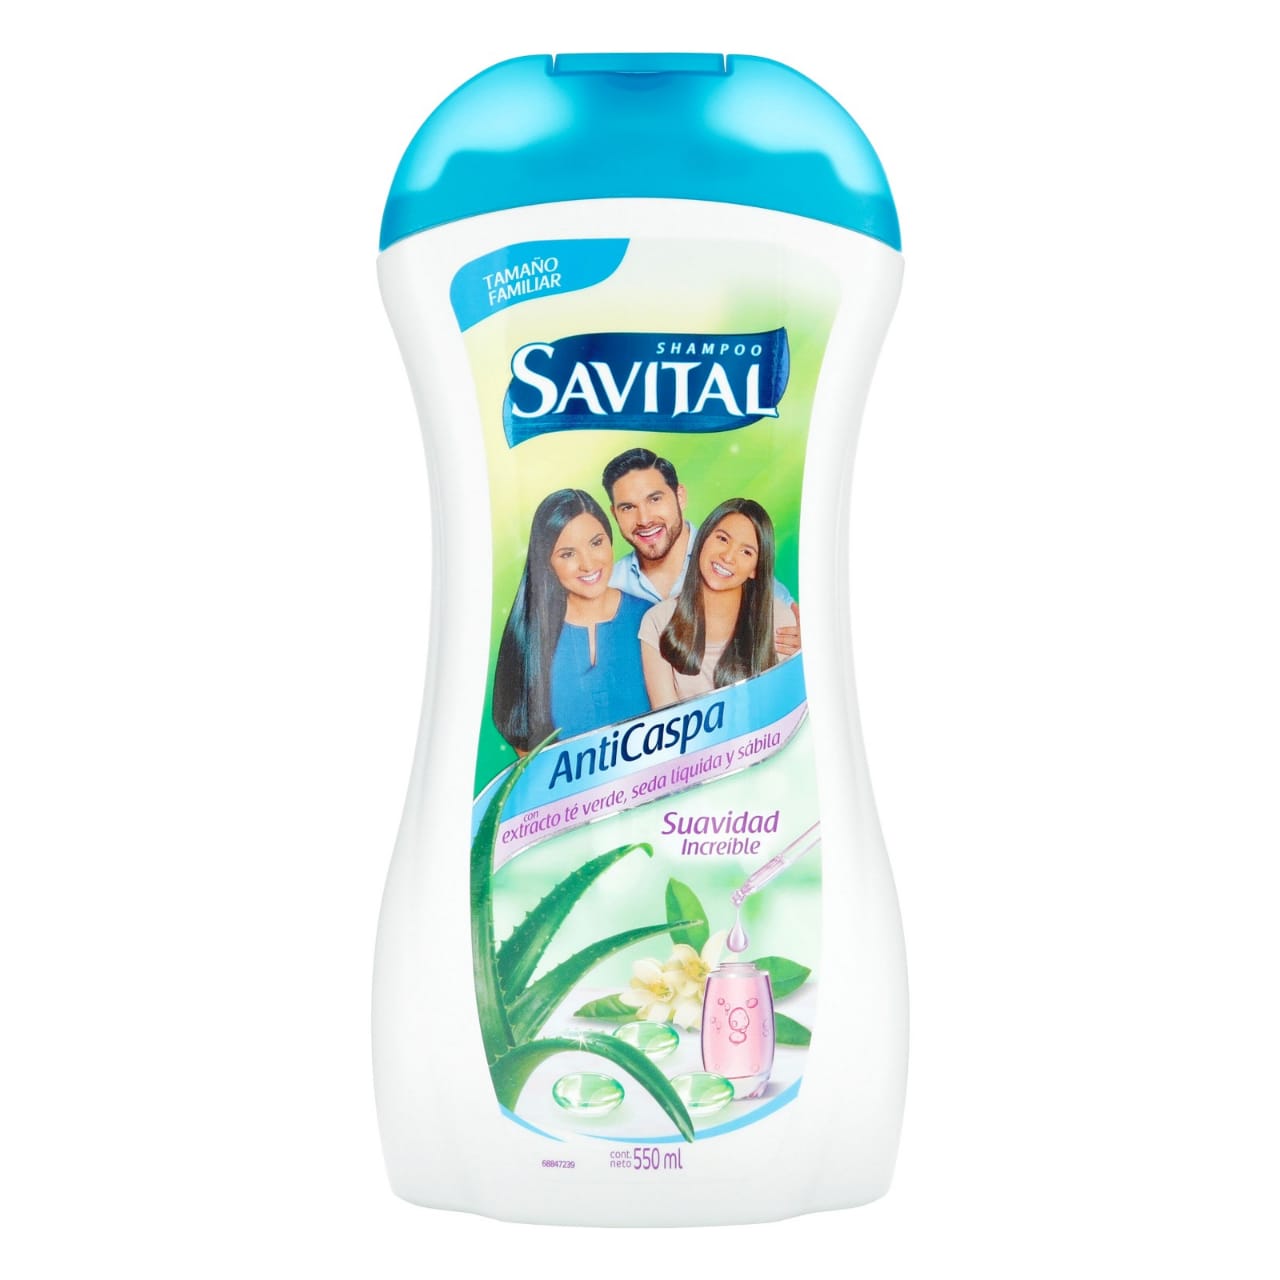 TAMAÑO
FAMILIAR
SHAMPOO
SAVITAL
AntiCaspa
con
extracto té verde, seda líquida y sábila
Suavidad
Increíble
68847239
cont.
neto 550 ml